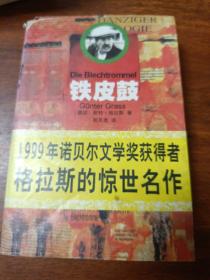 DANZIGER
Die Blechtrommel
铁皮鼓
Günter Grass
1999年诺贝尔文学奖获得者
格拉斯的惊世名作